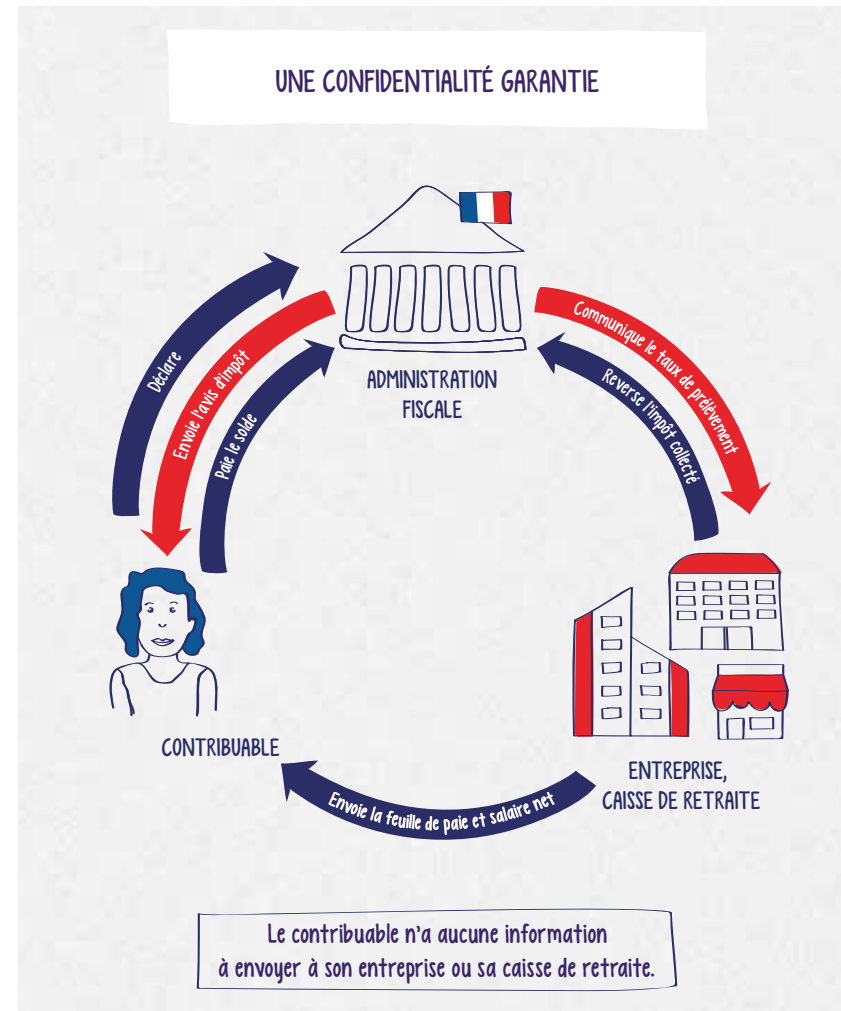 UNE CONFIDENTIALITÉ GARANTIE
Déclare
Envoie l'avis d'impôt
Paie le solde
ADMINISTRATION
FISCALE
Communique le taux de prélèvement
Reverse l'impôt collecté
CONTRIBUABLE
ENTREPRISE,
CAISSE DE RETRAITE
Envoie la feuille de paie et salaire net
Le contribuable n'a aucune information
à envoyer à son entreprise ou sa caisse de retraite.